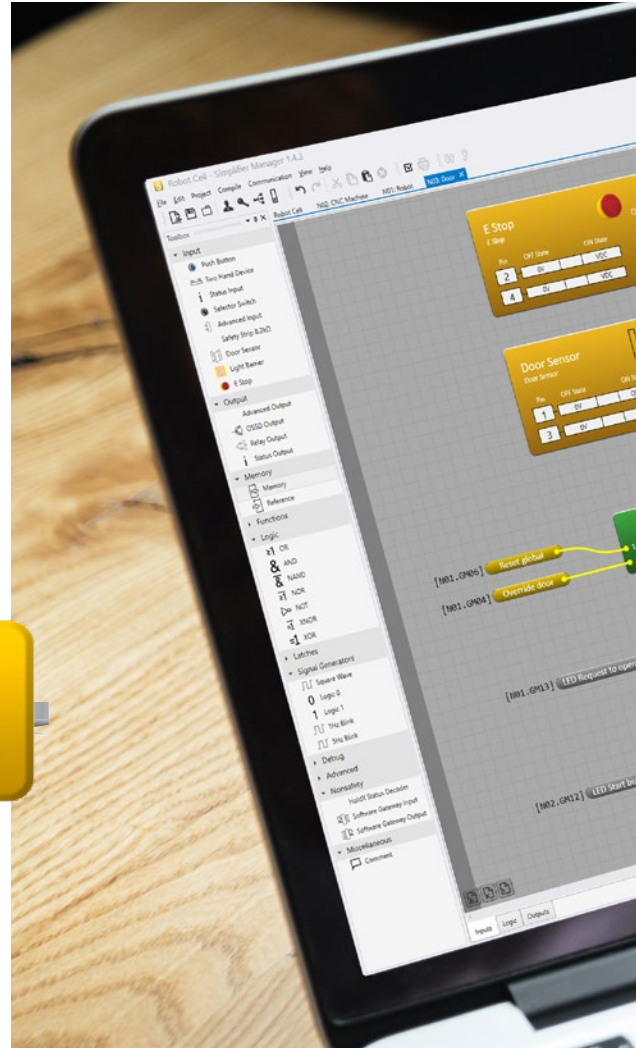 Robot Cell - Simplifier Manager 1.4.3
File Edit Project Compile Communication View Help
Toolbox
Robot Cell N02: CNC Machine N01: Robot N03: Door
Input
Push Button
Two Hand Device
Status Input
Selector Switch
Advanced Input
Safety Strip 8.2kΩ
Door Sensor
Light Barrier
E Stop
Output
Advanced Output
OSSD Output
Relay Output
Status Output
Memory
Memory
Reference
Functions
Logic
≥1 OR
& AND
& NAND
≥1 NOR
NOT
=1 XNOR
=1 XOR
Latches
Signal Generators
Square Wave
0 Logic 0
1 Logic 1
1Hz Blink
5Hz Blink
Debug
Advanced
Nonsafety
HoldX Status Decoder
Software Gateway Input
Software Gateway Output
Miscellaneous
Comment
E Stop
E Stop
Pin OFF State ON State
2 0V VDC
4 0V VDC
Door Sensor
Door Sensor
Pin OFF State
1 0V
3 0V
[N01.GM06] Reset global
[N01.GM04] Override door
[N01.GM13] LED Request to open
[N02.GM12] LED Start
Inputs Logic Outputs